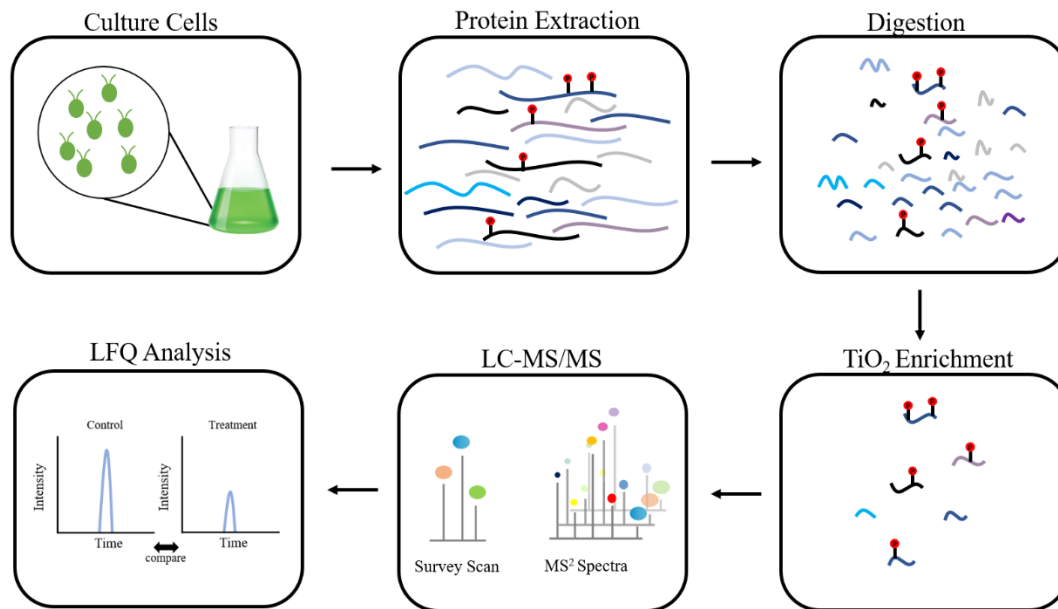 Culture Cells
Protein Extraction
P P
P
P
P
Digestion
P P
P
P
P
TiO₂ Enrichment
P P
P
P
P
LC-MS/MS
Survey Scan
MS² Spectra
LFQ Analysis
Control
Treatment
Intensity
Time
Intensity
Time
compare